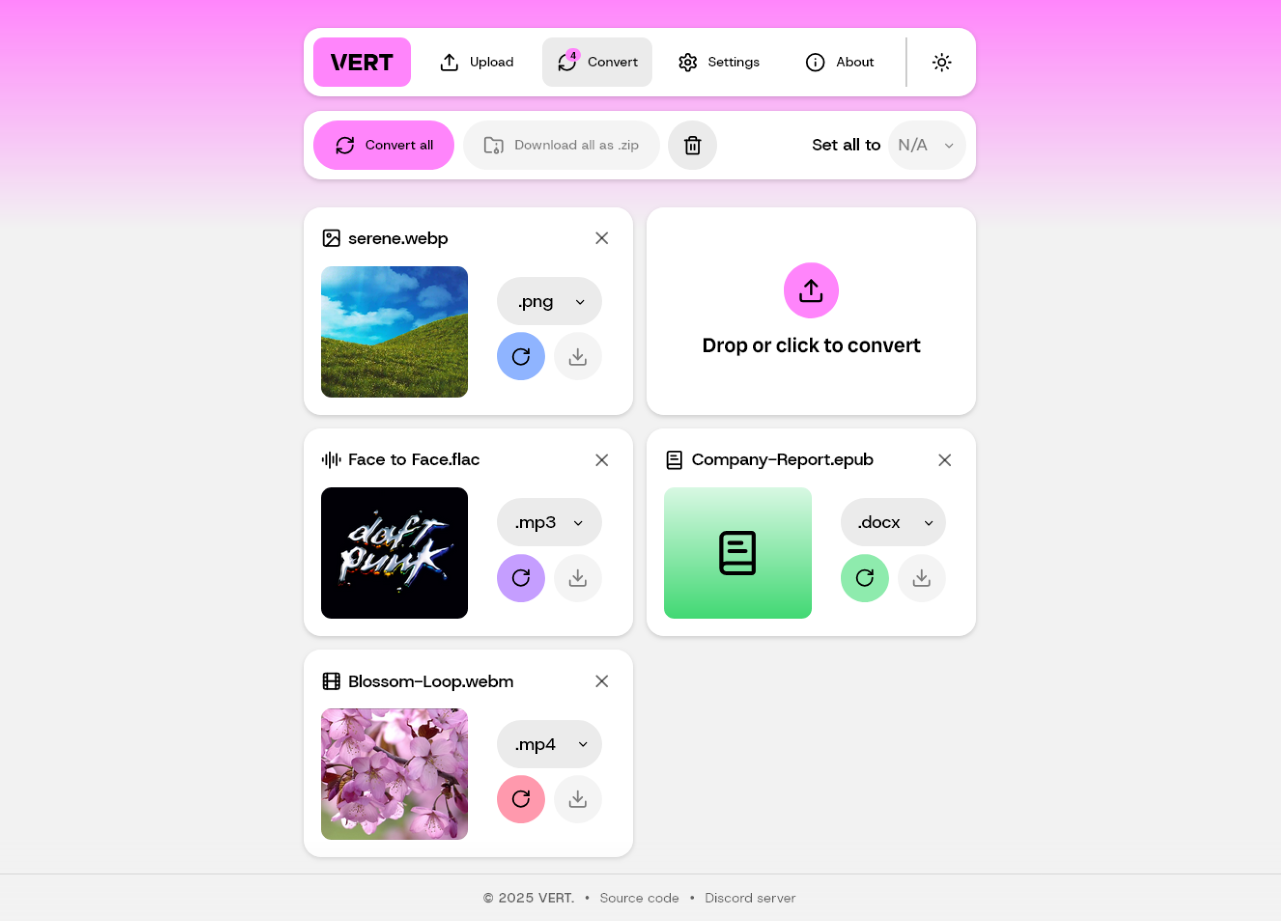 VERT
Upload
4
Convert
Settings
About
Convert all
Download all as .zip
Set all to
N/A
serene.webp
.png
Drop or click to convert
Face to Face.flac
daft
punk
.mp3
Company-Report.epub
.docx
Blossom-Loop.webm
.mp4
© 2025 VERT. • Source code • Discord server